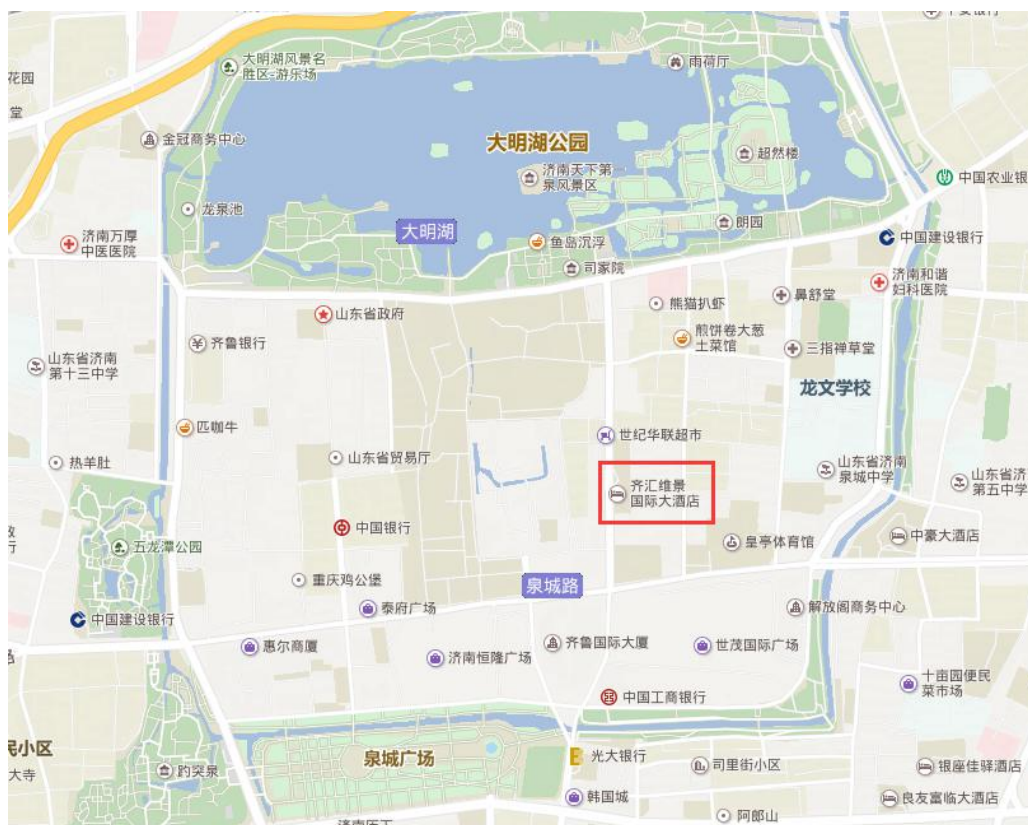 大明湖风景名
胜区-游乐场
雨荷厅
花园
堂
金冠商务中心
大明湖公园
超然楼
济南天下第一
泉风景区
中国农业银
龙泉池
大明湖
朗园
济南万厚
中医医院
鱼岛沉浮
中国建设银行
司家院
济南和谐
妇科医院
熊猫扒虾
鼻舒堂
山东省政府
煎饼卷大葱
土菜馆
齐鲁银行
三指禅草堂
山东省济南
第十三中学
龙文学校
匹咖牛
世纪华联超市
热羊肚
山东省贸易厅
山东省济南
泉城中学
山东省济
第五中学
齐汇维景
国际大酒店
中国银行
皇亭体育馆
中豪大酒店
五龙潭公园
重庆鸡公堡
泉城路
泰府广场
解放阁商务中心
中国建设银行
惠尔商厦
齐鲁国际大厦
世茂国际广场
济南恒隆广场
十亩园便民
菜市场
中国工商银行
民小区
泉城广场
光大银行
大寺
趵突泉
司里街小区
银座佳驿酒店
韩国城
良友富临大酒店
阿郎山